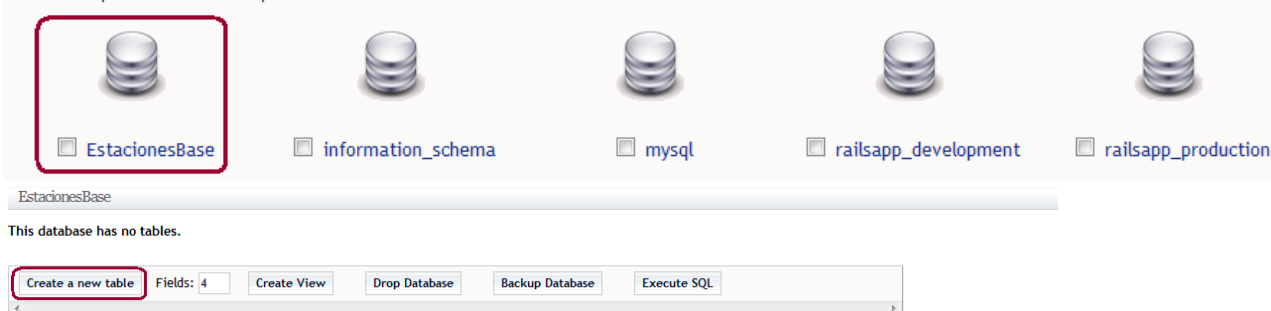 EstacionesBase information_schema mysql railsapp_development railsapp_production
EstacionesBase
This database has no tables.
Create a new table Fields: 4 Create View Drop Database Backup Database Execute SQL